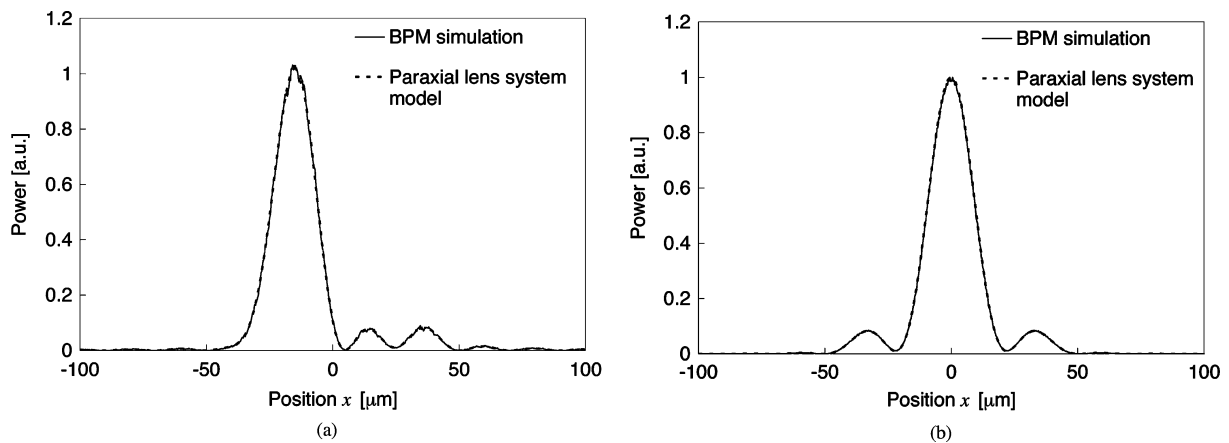 1.2
1
0.8
0.6
0.4
0.2
0
Power [a.u.]
BPM simulation
Paraxial lens system
model
-100
-50
0
50
100
Position x [μm]
(a)
1.2
1
0.8
0.6
0.4
0.2
0
Power [a.u.]
BPM simulation
Paraxial lens system
model
-100
-50
0
50
100
Position x [μm]
(b)